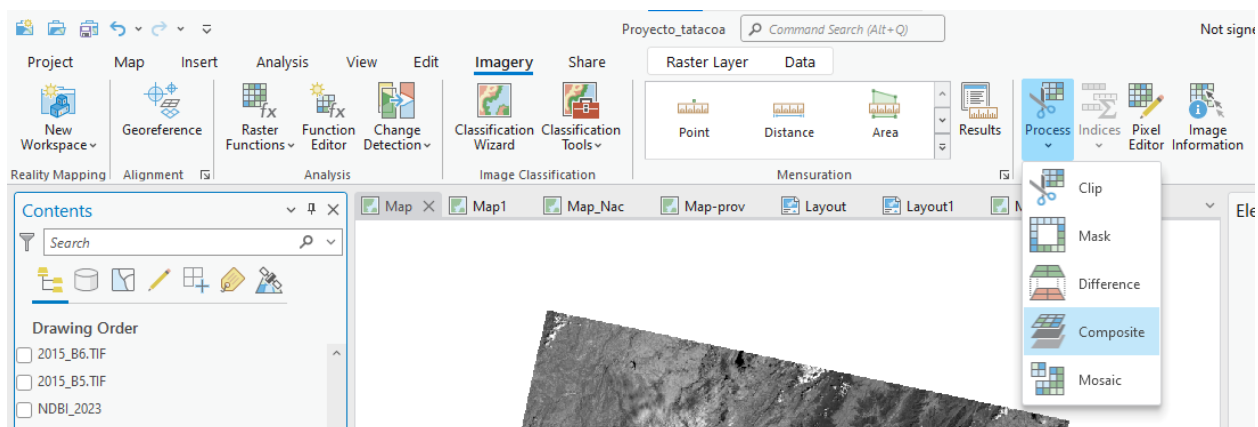 Proyecto_tatacoa
Command Search (Alt+Q)
Not signe
Project Map Insert Analysis View Edit Imagery Share Raster Layer Data
New Workspace
Georeference
Raster Functions
Function Editor
Change Detection
Classification Wizard
Classification Tools
Point
Distance
Area
Results
Process
Indices
Pixel Editor
Image Information
Reality Mapping
Alignment
Analysis
Image Classification
Mensuration
Clip
Mask
Difference
Composite
Mosaic
Contents
Search
Drawing Order
2015_B6.TIF
2015_B5.TIF
NDBI_2023
Map Map1 Map_Nac Map-prov Layout Layout1 M
Ele